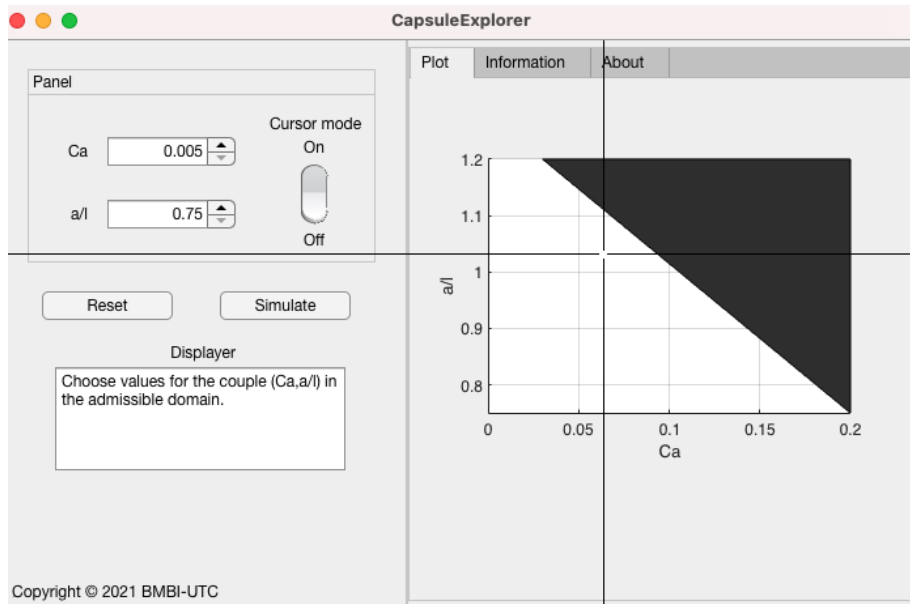 CapsuleExplorer
Panel
Cursor mode
Ca
0.005
On
a/l
0.75
Off
Reset
Simulate
Displayer
Choose values for the couple (Ca,a/l) in
the admissible domain.
Copyright © 2021 BMBI-UTC
Plot
Information
About
1.2
1.1
1
0.9
0.8
a/l
0
0.05
0.1
0.15
0.2
Ca